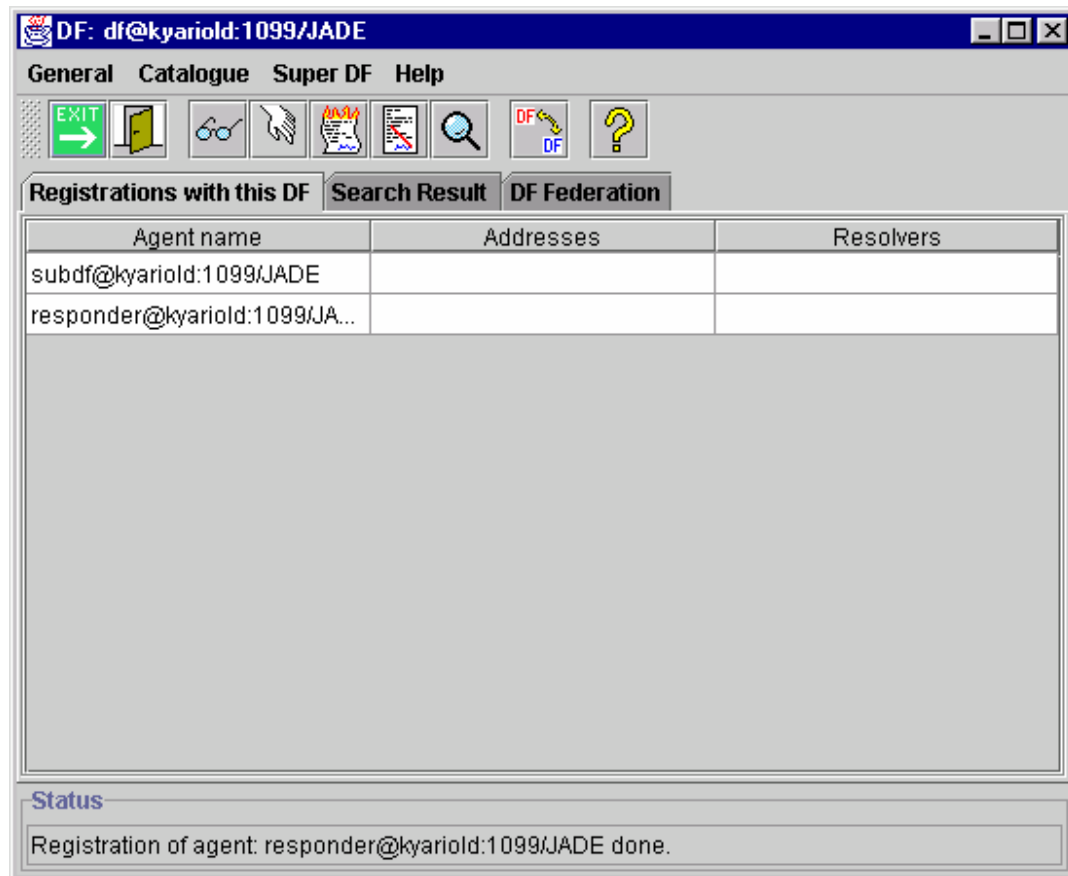 DF: df@kyariold:1099/JADE
General Catalogue Super DF Help
EXIT DF DF
Registrations with this DF Search Result DF Federation
Agent name Addresses Resolvers
subdf@kyariold:1099/JADE
responder@kyariold:1099/JA...
Status
Registration of agent: responder@kyariold:1099/JADE done.